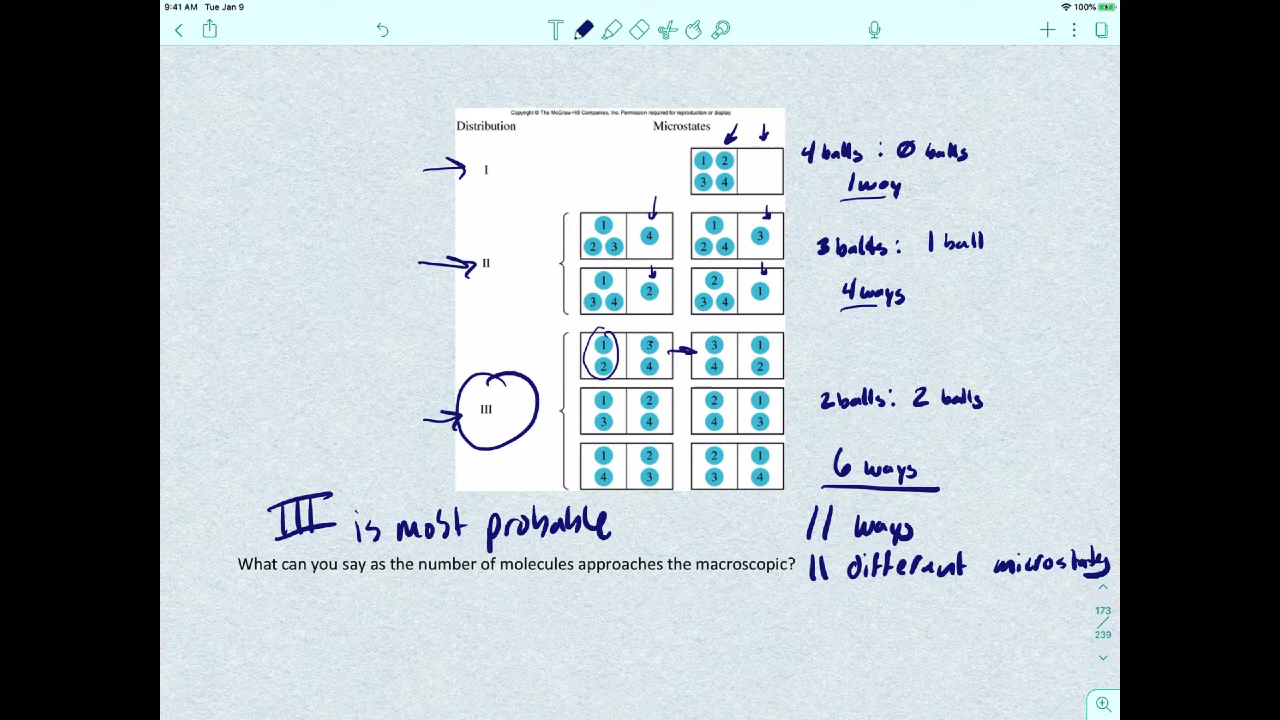 9:41 AM Tue Jan 9
100%
Copyright © The McGraw-Hill Companies, Inc. Permission required for reproduction or display.
Distribution Microstates
I
1 2
3 4
4 balls : 0 balls
1 way
II
1
2 3 4
1
2 4 3
3 balls : 1 ball
1
3 4 2
2
3 4 1
4 ways
III
1 3
2 4
3 1
4 2
1 2
3 4
2 1
4 3
2 balls : 2 balls
1 2
4 3
2 1
3 4
6 ways
III is most probable
11 ways
What can you say as the number of molecules approaches the macroscopic?
11 different microstates
173
239